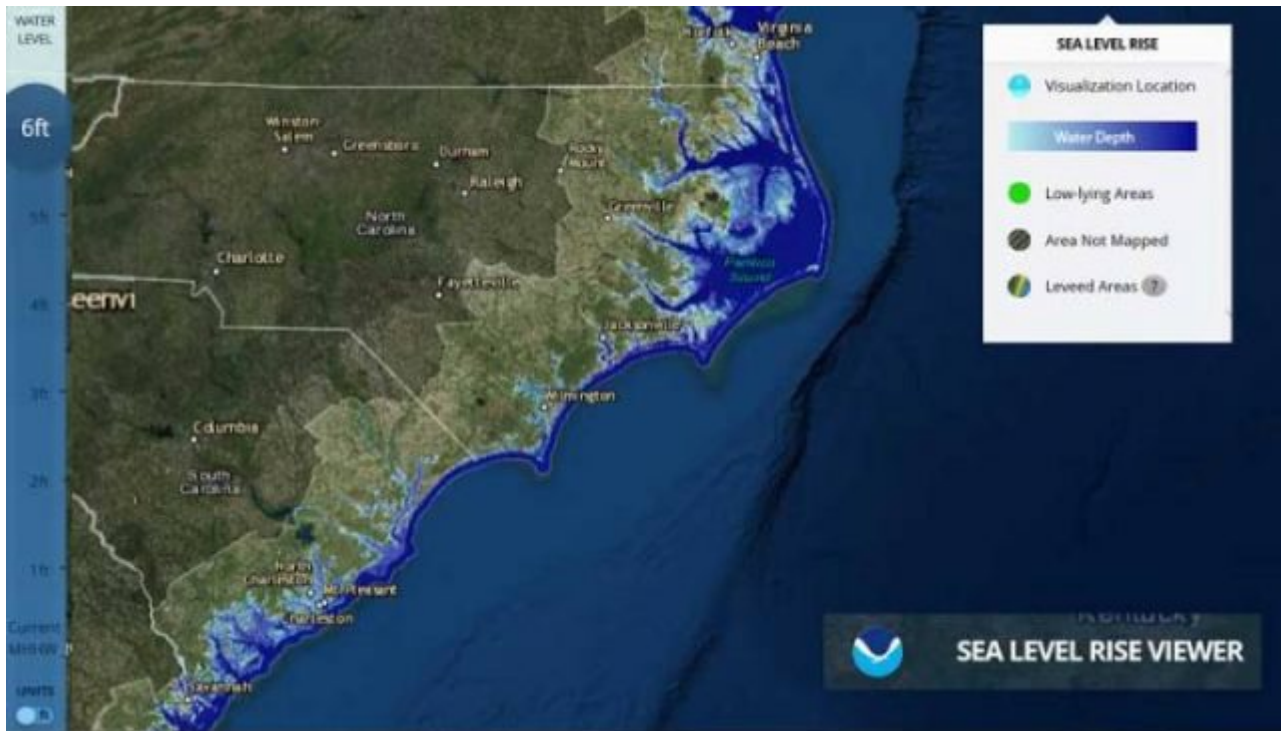 WATER
LEVEL
6ft
5ft
4ft
3ft
2ft
1ft
Current
MHHW
UNITS
ft
Norfolk
Virginia
Beach
Winston-
Salem
Greensboro
Durham
Rocky
Mount
Raleigh
Greenville
North
Carolina
Charlotte
Pamlico
Sound
Fayetteville
eenvi
Jacksonville
Wilmington
Columbia
South
Carolina
North
Charleston
Mt Pleasant
Charleston
Savannah
SEA LEVEL RISE
Visualization Location
Water Depth
Low-lying Areas
Area Not Mapped
Leveed Areas ?
Kentucky
SEA LEVEL RISE VIEWER